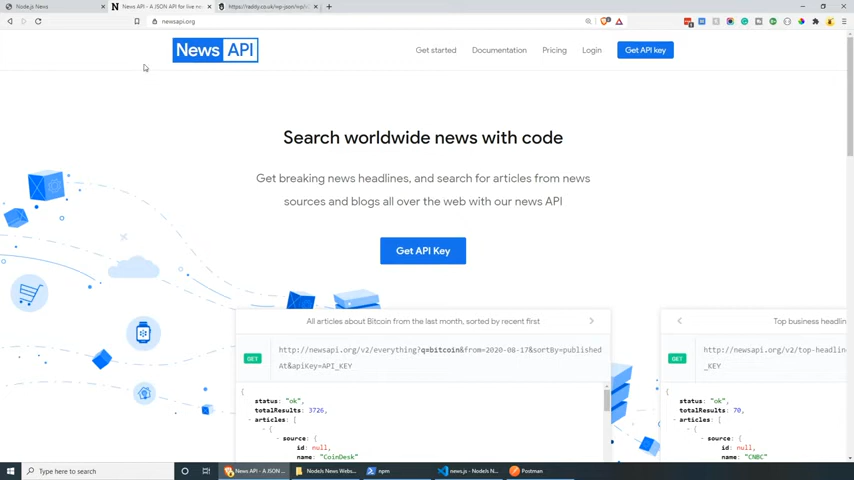 Node.js News
News API - A JSON API for live ne
https://raddy.co.uk/wp-json/wp/v
newsapi.org
News API
Get started
Documentation
Pricing
Login
Get API key
Search worldwide news with code
Get breaking news headlines, and search for articles from news
sources and blogs all over the web with our news API
Get API Key
All articles about Bitcoin from the last month, sorted by recent first
GET
http://newsapi.org/v2/everything?q=bitcoin&from=2020-08-17&sortBy=published
At&apiKey=API_KEY
{
status: "ok",
totalResults: 3726,
- articles: [
- {
- source: {
id: null,
name: "CoinDesk"
Top business headlin
GET
http://newsapi.org/v2/top-headline
_KEY
{
status: "ok",
totalResults: 70,
- articles: [
- {
- source: {
id: null,
name: "CNBC"
Type here to search
News API - A JSON ...
NodeJs News Webs...
npm
news.js - NodeJs N...
Postman